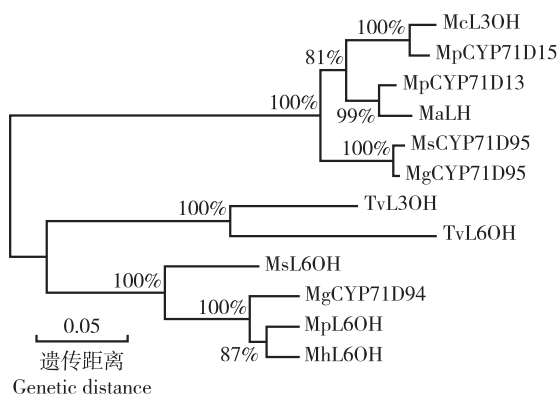 McL3OH
100%
MpCYP71D15
81%
MpCYP71D13
100%
99%
MaLH
MsCYP71D95
100%
MgCYP71D95
TvL3OH
100%
TvL6OH
MsL6OH
100%
MgCYP71D94
100%
MpL6OH
87%
MhL6OH
0.05
遗传距离
Genetic distance